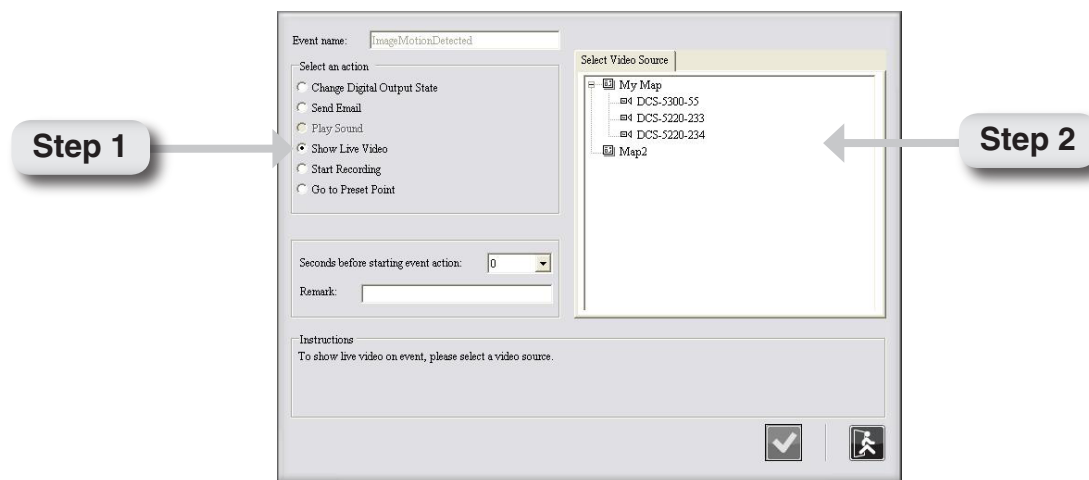 Event name: ImageMotionDetected
Select an action
Change Digital Output State
Send Email
Play Sound
Show Live Video
Start Recording
Go to Preset Point
Step 1
Seconds before starting event action: 0
Remark:
Select Video Source
My Map
DCS-5300-55
DCS-5220-233
DCS-5220-234
Map2
Step 2
Instructions
To show live video on event, please select a video source.